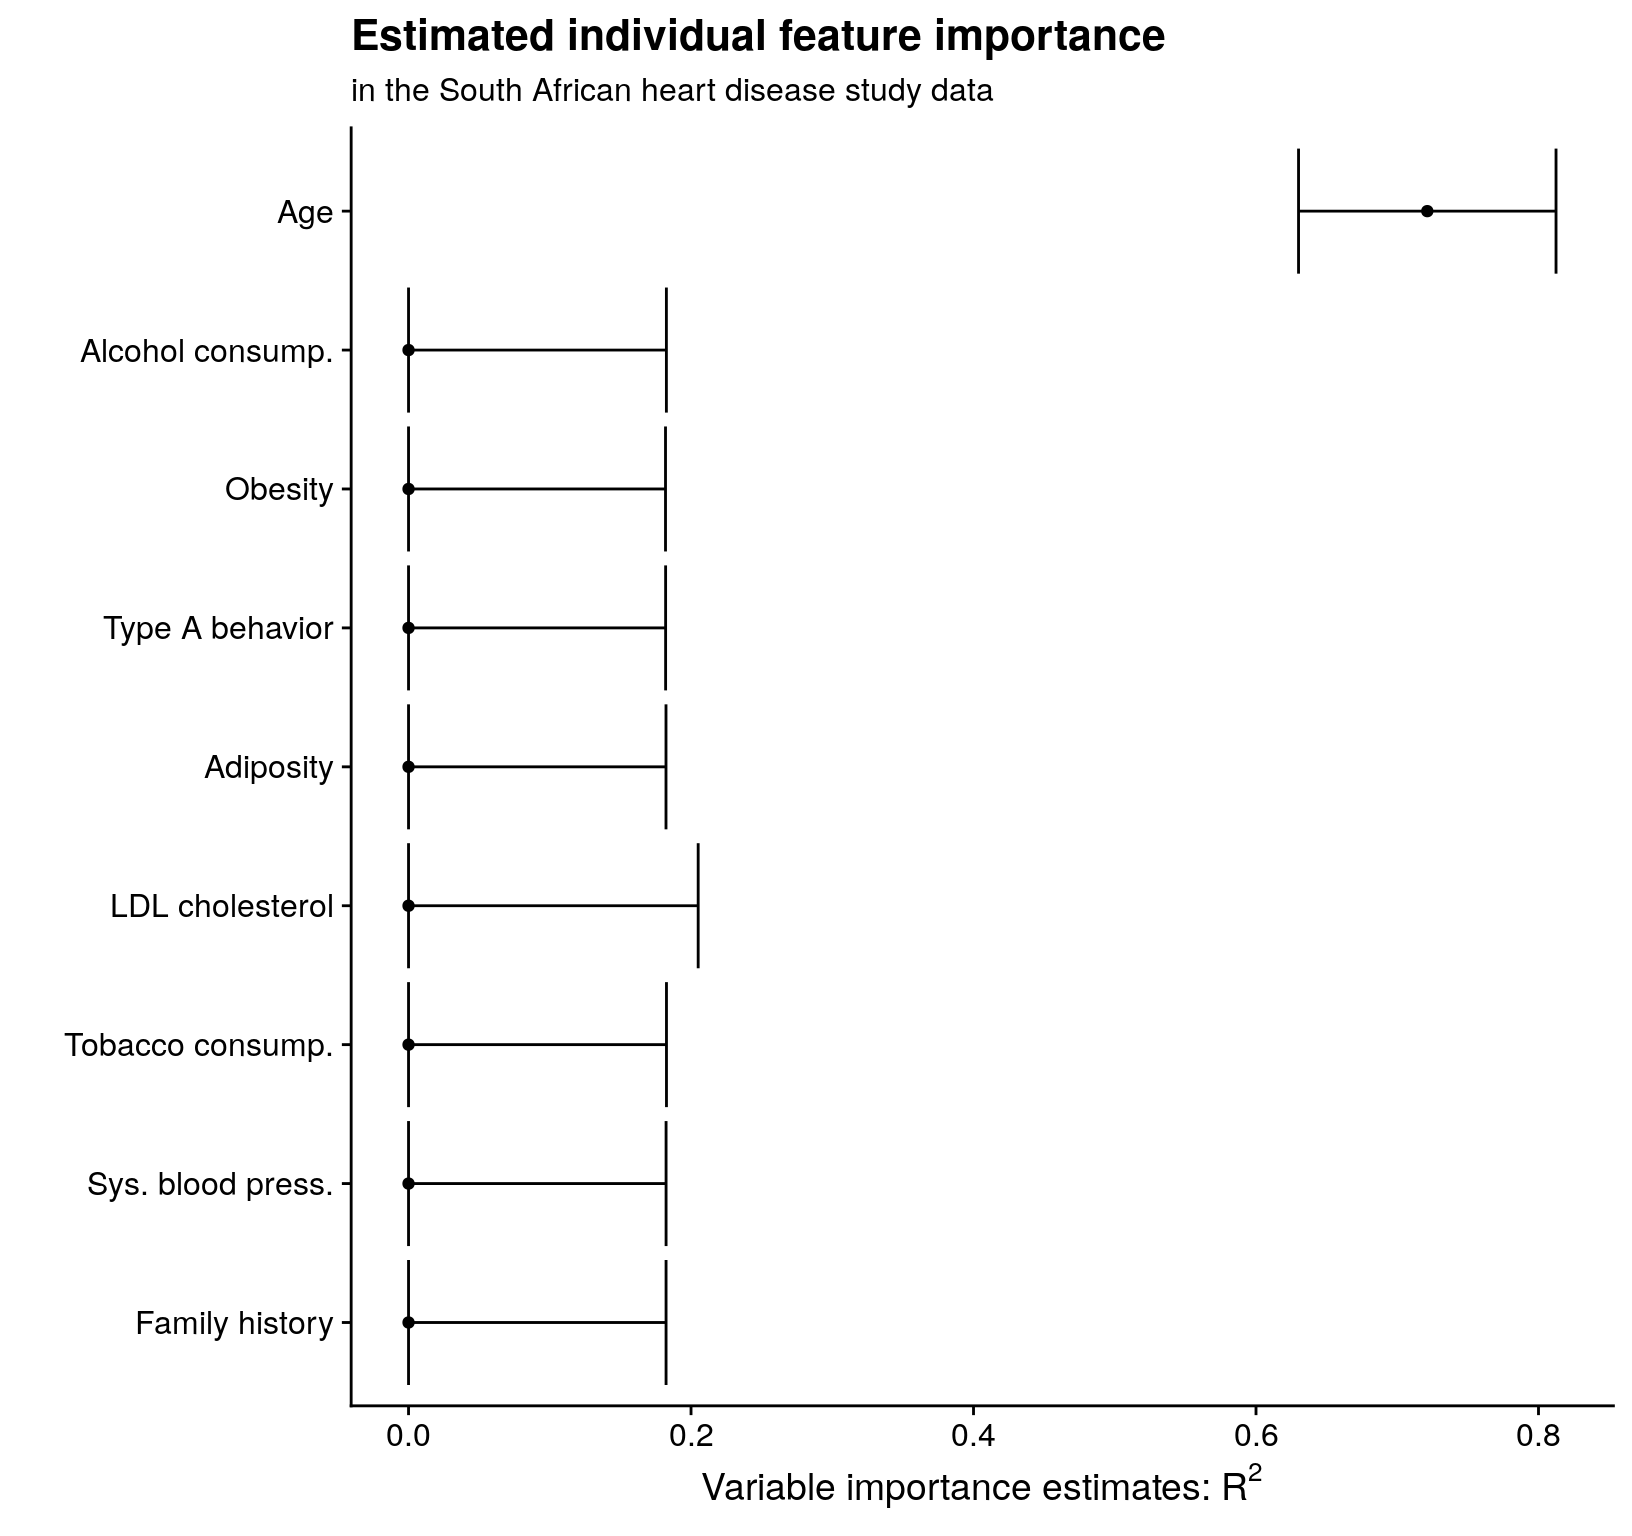 Estimated individual feature importance
in the South African heart disease study data
Age
Alcohol consump.
Obesity
Type A behavior
Adiposity
LDL cholesterol
Tobacco consump.
Sys. blood press.
Family history
0.0 0.2 0.4 0.6 0.8
Variable importance estimates: R²